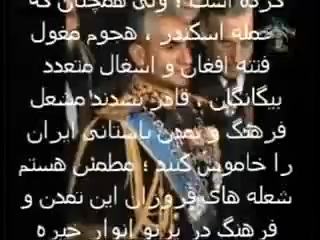 کرده است ؛ ولی همچنان که
حمله اسکندر ، هجوم مغول
فتنه افغان و اشغال متعدد
بیگانگان ، قادر نشدند مشعل
فرهنگ و تمدن باستانی ایران
را خاموش کنند ؛ مطمئن هستم
شعله های فروزان این تمدن و
فرهنگ در پرتو انوار خیره